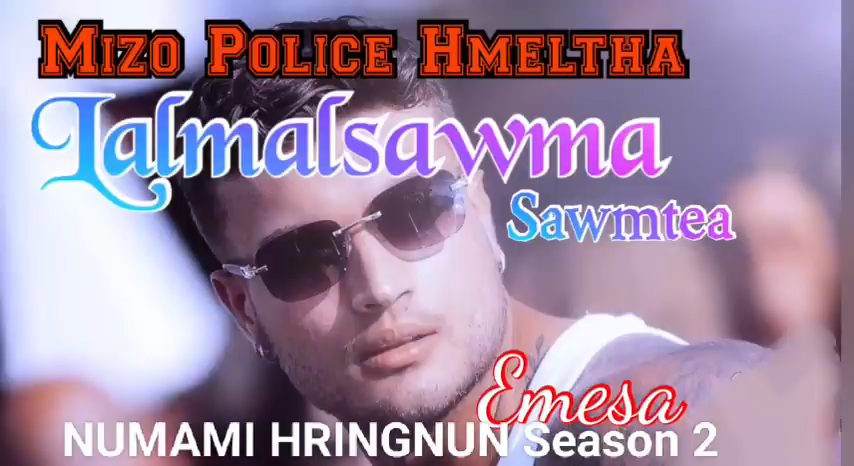 MIZO POLICE HMELTHA
Lalmalsawma
Sawmtea
Emesa
NUMAMI HRINGNUN Season 2